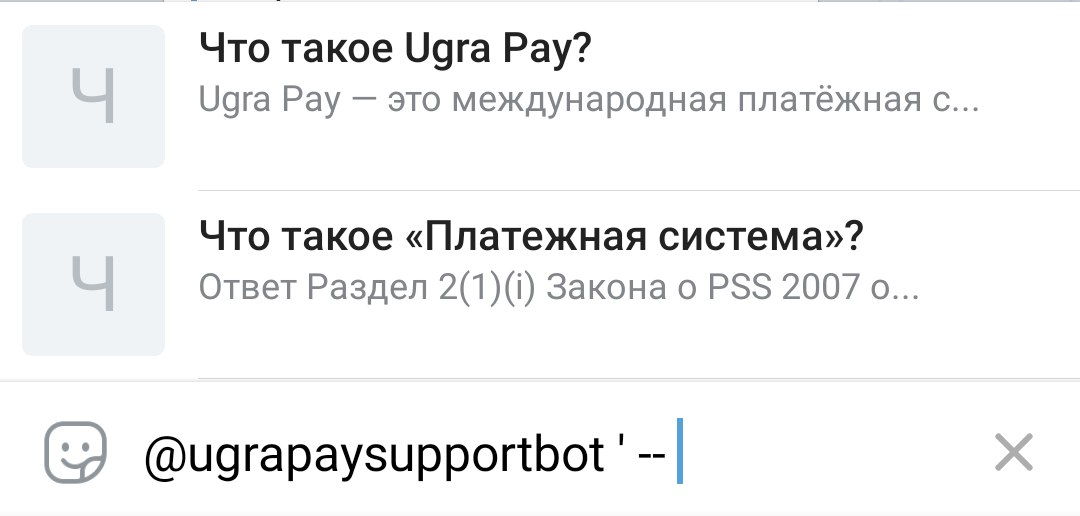 Ч
Что такое Ugra Pay?
Ugra Pay — это международная платёжная с...
Ч
Что такое «Платежная система»?
Ответ Раздел 2(1)(i) Закона о PSS 2007 о...
@ugrapaysupportbot ' --